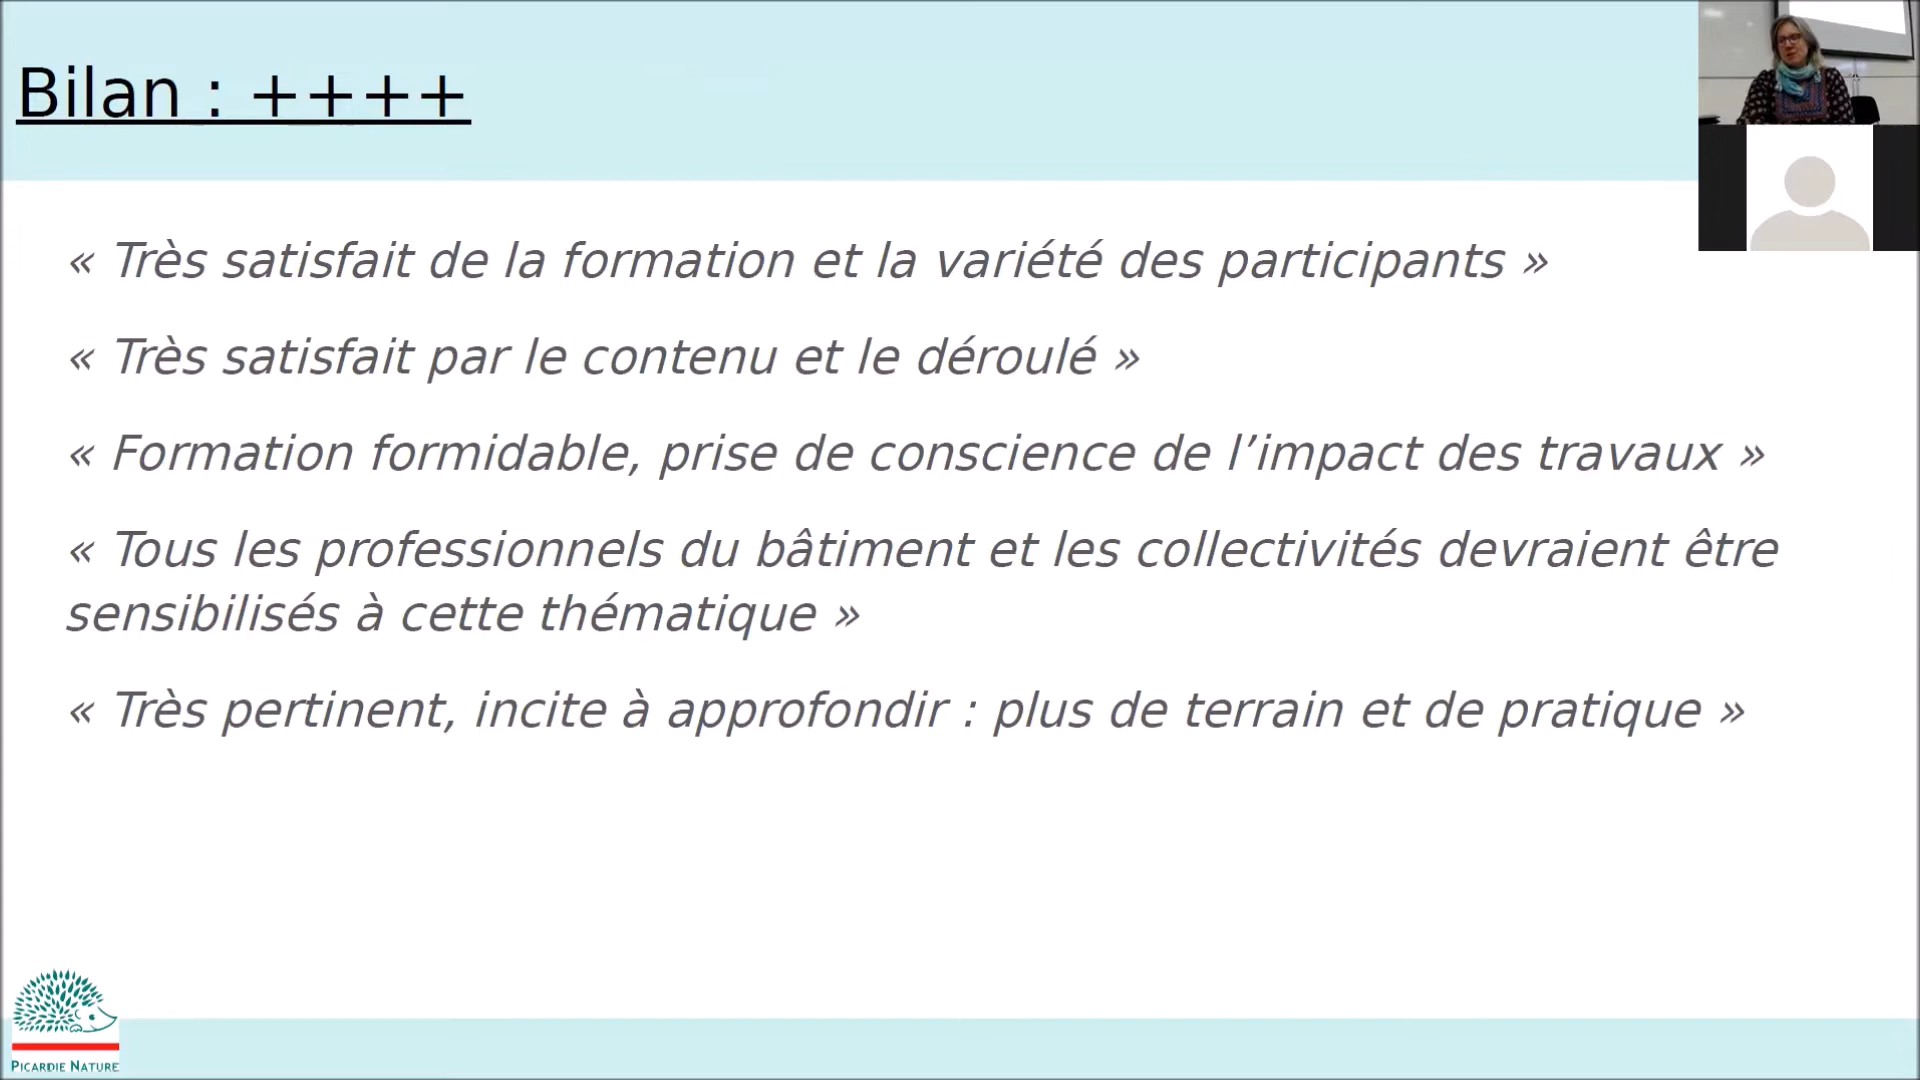 Bilan : ++++
« Très satisfait de la formation et la variété des participants »
« Très satisfait par le contenu et le déroulé »
« Formation formidable, prise de conscience de l’impact des travaux »
« Tous les professionnels du bâtiment et les collectivités devraient être
sensibilisés à cette thématique »
« Très pertinent, incite à approfondir : plus de terrain et de pratique »
PICARDIE NATURE